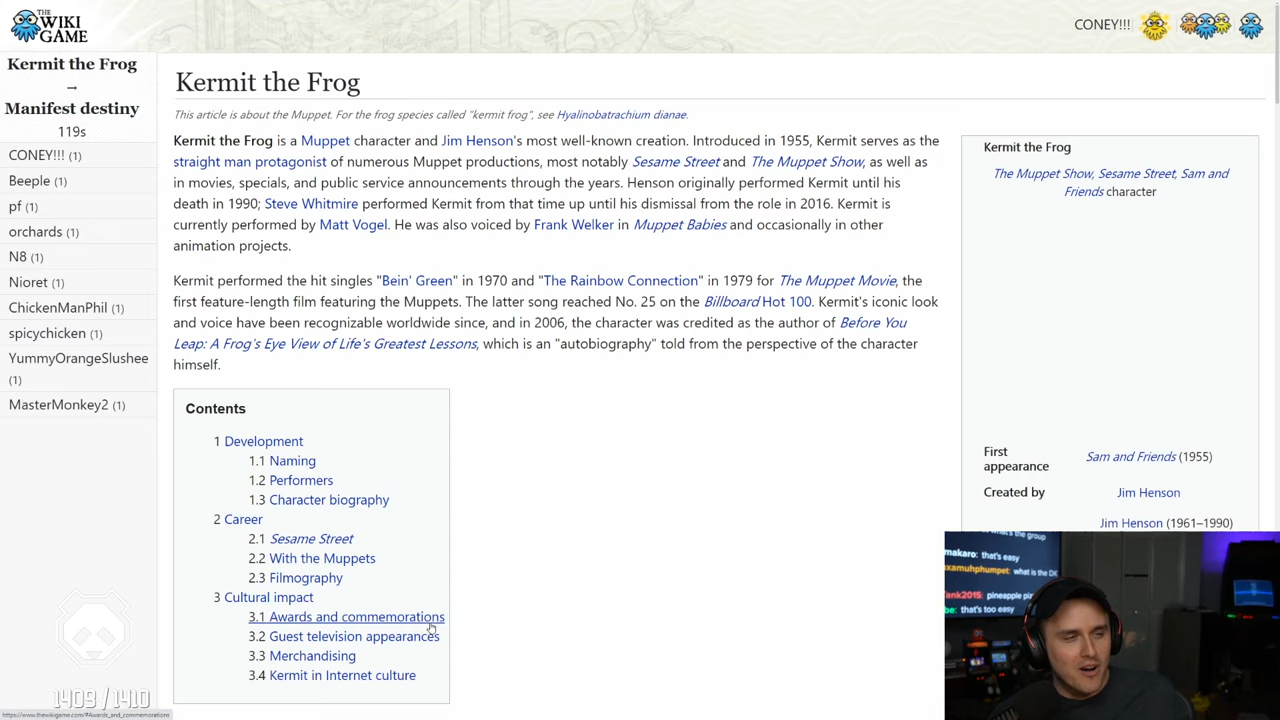 THE
WIKI
GAME
CONEY!!!
Kermit the Frog
→
Manifest destiny
119s
CONEY!!! (1)
Beeple (1)
pf (1)
orchards (1)
N8 (1)
Nioret (1)
ChickenManPhil (1)
spicychicken (1)
YummyOrangeSlushee
(1)
MasterMonkey2 (1)
Kermit the Frog
This article is about the Muppet. For the frog species called "kermit frog", see Hyalinobatrachium dianae.
Kermit the Frog is a Muppet character and Jim Henson's most well-known creation. Introduced in 1955, Kermit serves as the
straight man protagonist of numerous Muppet productions, most notably Sesame Street and The Muppet Show, as well as
in movies, specials, and public service announcements through the years. Henson originally performed Kermit until his
death in 1990; Steve Whitmire performed Kermit from that time up until his dismissal from the role in 2016. Kermit is
currently performed by Matt Vogel. He was also voiced by Frank Welker in Muppet Babies and occasionally in other
animation projects.
Kermit performed the hit singles "Bein' Green" in 1970 and "The Rainbow Connection" in 1979 for The Muppet Movie, the
first feature-length film featuring the Muppets. The latter song reached No. 25 on the Billboard Hot 100. Kermit's iconic look
and voice have been recognizable worldwide since, and in 2006, the character was credited as the author of Before You
Leap: A Frog's Eye View of Life's Greatest Lessons, which is an "autobiography" told from the perspective of the character
himself.
Contents
1 Development
1.1 Naming
1.2 Performers
1.3 Character biography
2 Career
2.1 Sesame Street
2.2 With the Muppets
2.3 Filmography
3 Cultural impact
3.1 Awards and commemorations
3.2 Guest television appearances
3.3 Merchandising
3.4 Kermit in Internet culture
Kermit the Frog
The Muppet Show, Sesame Street, Sam and
Friends character
First
appearance
Sam and Friends (1955)
Created by
Jim Henson
Jim Henson (1961–1990)
what's the group
makaro: that's easy
what is the
pineapple
that's too easy
1409/1410
https://www.thewikigame.com/#Awards_and_commemorations